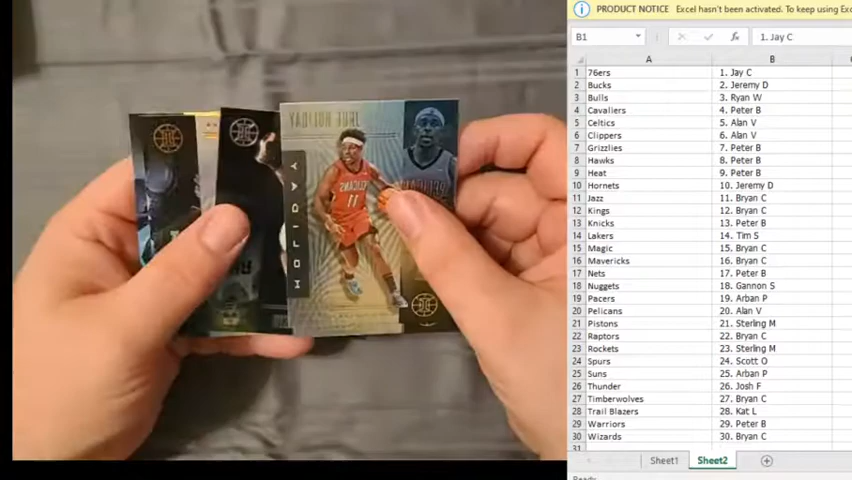 PRODUCT NOTICE Excel hasn't been activated. To keep using Exc
B1 fx 1. Jay C
A B
1 76ers 1. Jay C
2 Bucks 2. Jeremy D
3 Bulls 3. Ryan W
4 Cavaliers 4. Peter B
5 Celtics 5. Alan V
6 Clippers 6. Alan V
7 Grizzlies 7. Peter B
8 Hawks 8. Peter B
9 Heat 9. Peter B
10 Hornets 10. Jeremy D
11 Jazz 11. Bryan C
12 Kings 12. Bryan C
13 Knicks 13. Peter B
14 Lakers 14. Tim S
15 Magic 15. Bryan C
16 Mavericks 16. Bryan C
17 Nets 17. Peter B
18 Nuggets 18. Gannon S
19 Pacers 19. Arban P
20 Pelicans 20. Alan V
21 Pistons 21. Sterling M
22 Raptors 22. Bryan C
23 Rockets 23. Sterling M
24 Spurs 24. Scott O
25 Suns 25. Arban P
26 Thunder 26. Josh F
27 Timberwolves 27. Bryan C
28 Trail Blazers 28. Kat L
29 Warriors 29. Peter B
30 Wizards 30. Bryan C
31
Sheet1 Sheet2
Ready
JRUE HOLIDAY
HOLIDAY
PELICANS
11